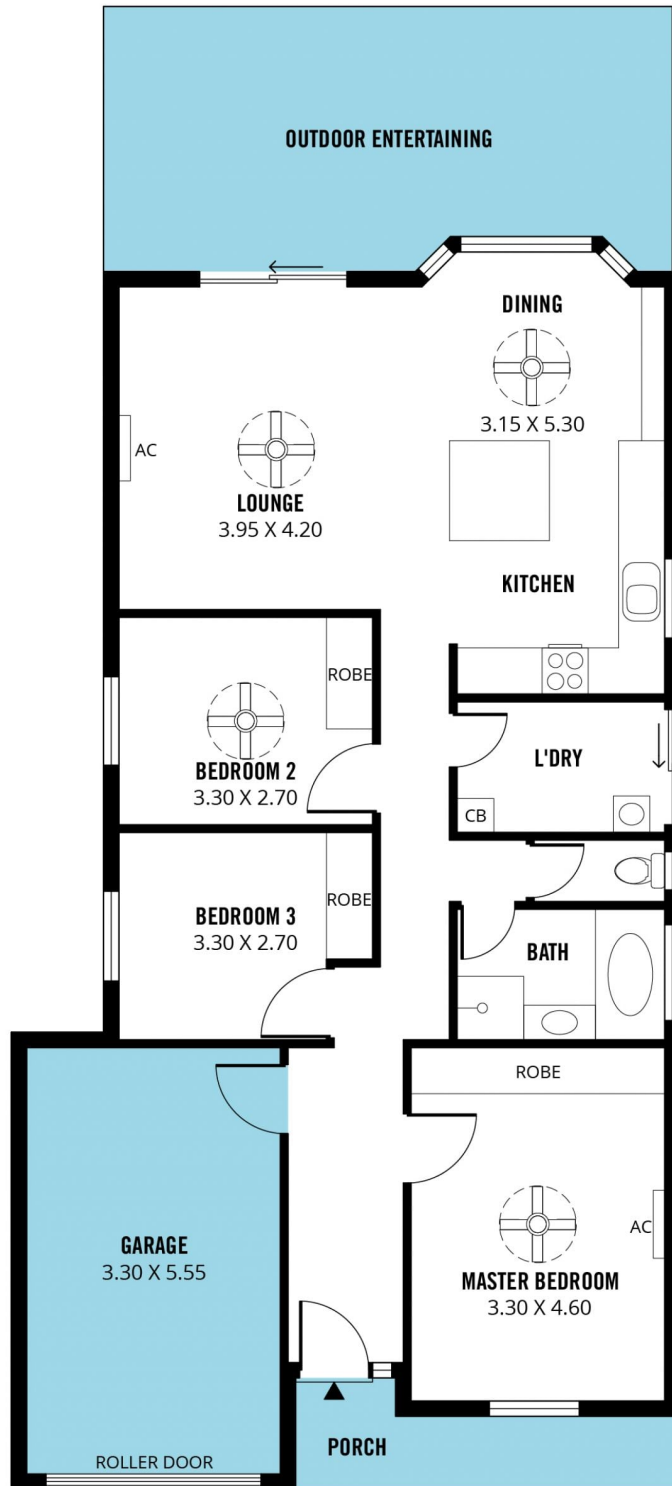 OUTDOOR ENTERTAINING
DINING
3.15 X 5.30
AC
LOUNGE
3.95 X 4.20
KITCHEN
ROBE
BEDROOM 2
3.30 X 2.70
L'DRY
CB
ROBE
BEDROOM 3
3.30 X 2.70
BATH
ROBE
GARAGE
3.30 X 5.55
AC
MASTER BEDROOM
3.30 X 4.60
PORCH
ROLLER DOOR